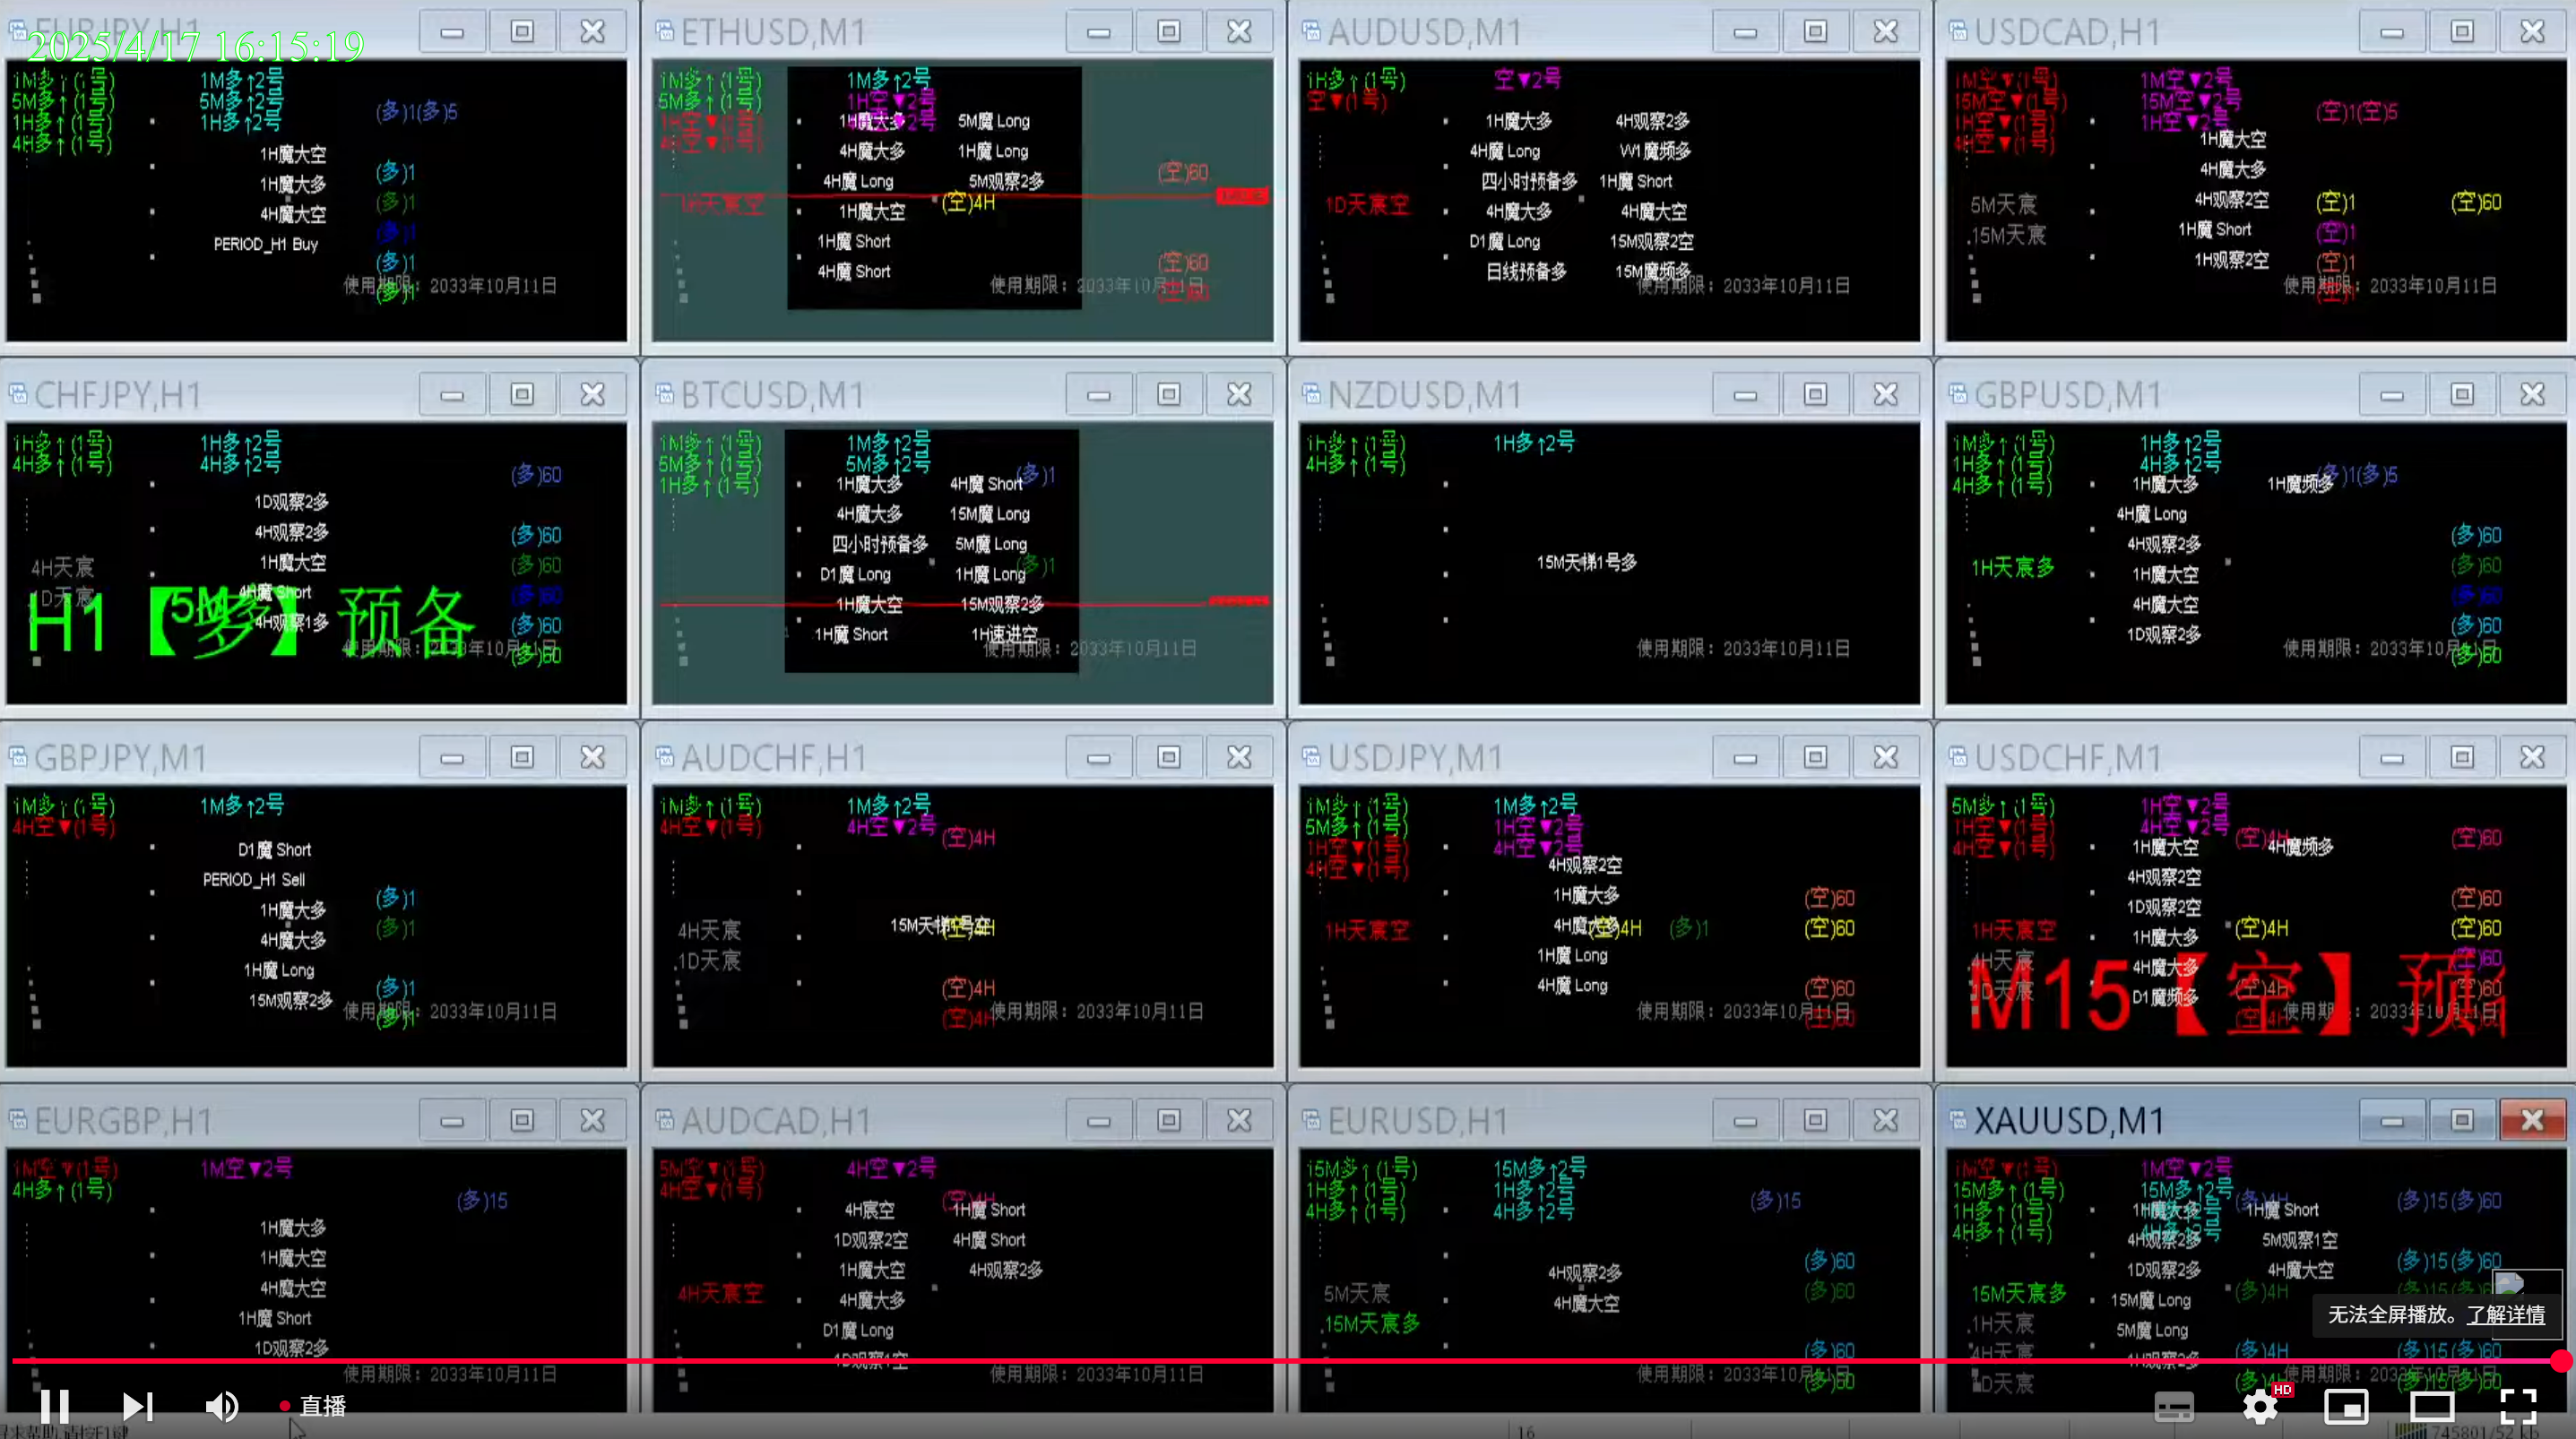 EURJPY,H1
2025/4/17 16:15:19
1M多↑(1号) 1M多↑2号
5M多↑(1号) 5M多↑2号 (多)1(多)5
1H多↑(1号) 1H多↑2号
4H多↑(1号)
1H魔大空
(多)1
1H魔大多
(多)1
4H魔大空
(多)1
PERIOD_H1 Buy
(多)1
使用期限：2033年10月11日
(多)1
ETHUSD,M1
1M多↑(1号) 1M多↑2号
5M多↑(1号) 1H空▼2号
1H空▼(1号) 1H魔大多 5M魔 Long
4H空▼(1号)
4H魔大多 1H魔 Long
(空)60
4H魔 Long 5M观察2多
1H魔大空 (空)4H
1H魔 Short
(空)60
4H魔 Short
使用期限：2033年10月11日
AUDUSD,M1
1H多↑(1号) 空▼2号
空▼(1号)
1H魔大多 4H观察2多
4H魔 Long W1魔频多
四小时预备多 1H魔 Short
1D天宸空 4H魔大多 4H魔大空
D1魔 Long 15M观察2空
日线预备多 15M魔频多
使用期限：2033年10月11日
USDCAD,H1
1M空▼(1号) 1M空▼2号
15M空▼(1号) 15M空▼2号 (空)1(空)5
1H空▼(1号) 1H空▼2号
4H空▼(1号) 1H魔大空
4H魔大多
5M天宸 4H观察2空 (空)1 (空)60
.15M天宸 1H魔 Short (空)1
1H观察2空 (空)1
使用期限：2033年10月11日
(空)1
CHFJPY,H1
1H多↑(1号) 1H多↑2号
4H多↑(1号) 4H多↑2号 (多)60
1D观察2多
4H观察2多 (多)60
4H天宸 1H魔大空 (多)60
.1D天宸 4H魔 Short (多)60
H1【多】预备
5M多
4H观察1多 (多)60
使用期限：2033年10月11日
(多)60
BTCUSD,M1
1M多↑(1号) 1M多↑2号
5M多↑(1号) 5M多↑2号 (多)1
1H多↑(1号) 1H魔大多 4H魔 Short
4H魔大多 15M魔 Long
四小时预备多 5M魔 Long
D1魔 Long 1H魔 Long (多)1
1H魔大空 15M观察2多
1H魔 Short 1H速进空
使用期限：2033年10月11日
NZDUSD,M1
1H多↑(1号) 1H多↑2号
4H多↑(1号)
15M天梯1号多
使用期限：2033年10月11日
GBPUSD,M1
1M多↑(1号) 1H多↑2号
1H多↑(1号) 4H多↑2号 (多)1(多)5
4H多↑(1号) 1H魔大多 1H魔频多
4H魔 Long
4H观察2多 (多)60
1H天宸多 1H魔大空 (多)60
4H魔大空 (多)60
1D观察2多 (多)60
使用期限：2033年10月11日
(多)60
GBPJPY,M1
1M多↑(1号) 1M多↑2号
4H空▼(1号)
D1魔 Short
PERIOD_H1 Sell
(多)1
1H魔大多
(多)1
4H魔大多
1H魔 Long
15M观察2多 (多)1
使用期限：2033年10月11日
(多)1
AUDCHF,H1
1M多↑(1号) 1M多↑2号
4H空▼(1号) 4H空▼2号 (空)4H
4H天宸 15M天梯1号空 (空)4H
.1D天宸
(空)4H
(空)4H
使用期限：2033年10月11日
USDJPY,M1
1M多↑(1号) 1M多↑2号
5M多↑(1号) 1H空▼2号
1H空▼(1号) 4H空▼2号
4H空▼(1号) 4H观察2空
1H魔大多 (空)60
1H天宸空 4H魔大多 (空)4H (多)1 (空)60
1H魔 Long
4H魔 Long (空)60
使用期限：2033年10月11日
(空)60
USDCHF,M1
5M多↑(1号) 1H空▼2号
1H空▼(1号) 4H空▼2号 (空)4H (空)60
4H空▼(1号) 1H魔大空 4H魔频多
4H观察2空 (空)60
1D观察2空
1H天宸空 1H魔大多 (空)4H (空)60
4H天宸 4H魔大多 (空)60
1D天宸 D1魔频多 (空)4H (空)60
M15【空】预
使用期限：2033年10月11日
EURGBP,H1
1M空▼(1号) 1M空▼2号
4H多↑(1号) (多)15
1H魔大多
1H魔大空
4H魔大空
1H魔 Short
1D观察2多
使用期限：2033年10月11日
AUDCAD,H1
5M空▼(1号) 4H空▼2号
4H空▼(1号) (空)4H
4H宸空 1H魔 Short
1D观察2空 4H魔 Short
1H魔大空 4H观察2多
4H天宸空 4H魔大多
D1魔 Long
1D观察1空
使用期限：2033年10月11日
EURUSD,H1
15M多↑(1号) 15M多↑2号
1H多↑(1号) 1H多↑2号 (多)15
4H多↑(1号) 4H多↑2号
(多)60
4H观察2多
5M天宸 (多)60
4H魔大空
.15M天宸多
(多)60
使用期限：2033年10月11日
(多)60
XAUUSD,M1
1M空▼(1号) 1M空▼2号
15M多↑(1号) 15M多↑2号 (多)4H (多)15(多)60
1H多↑(1号) 1H魔大多 1H魔 Short
4H多↑(1号) 4H观察2多 5M观察1空
1D观察2多 4H魔大空 (多)15(多)60
15M天宸多 15M魔 Long (多)4H
.1H天宸 5M魔 Long
4H天宸 (多)4H (多)15(多)60
1D天宸 使用期限：2033年10月11日
无法全屏播放。了解详情
直播
HD
16